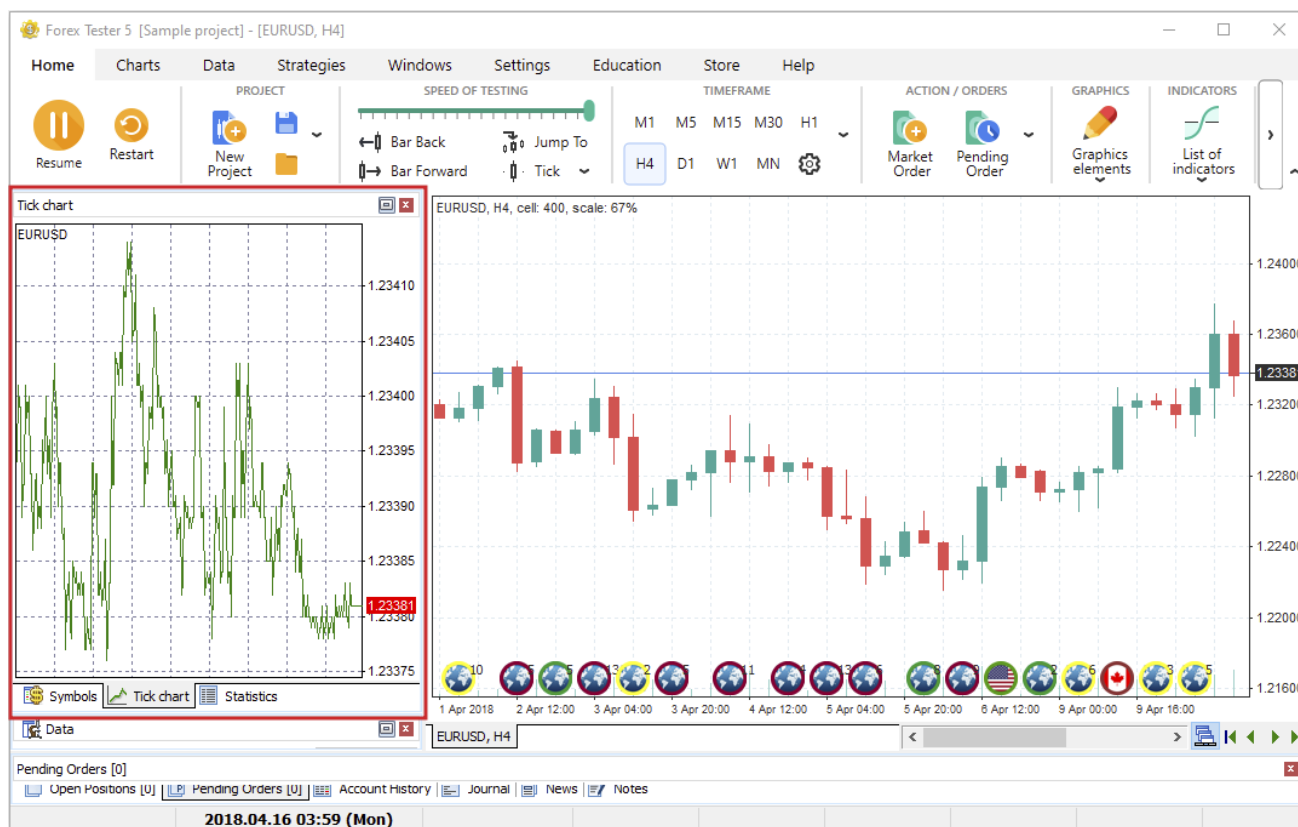 Forex Tester 5 [Sample project] - [EURUSD, H4]
Home Charts Data Strategies Windows Settings Education Store Help
PROJECT SPEED OF TESTING TIMEFRAME ACTION / ORDERS GRAPHICS INDICATORS
Resume
Restart
New
Project
Bar Back
Jump To
Bar Forward
Tick
M1 M5 M15 M30 H1
H4 D1 W1 MN
Market
Order
Pending
Order
Graphics
elements
List of
indicators
Tick chart
EURUSD
1.23410
1.23405
1.23400
1.23395
1.23390
1.23385
1.23381
1.23380
1.23375
Symbols Tick chart Statistics
Data
EURUSD, H4, cell: 400, scale: 67%
1.24000
1.23600
1.23381
1.23200
1.22800
1.22400
1.22000
1.21600
1 Apr 2018 2 Apr 12:00 3 Apr 04:00 3 Apr 20:00 4 Apr 12:00 5 Apr 04:00 5 Apr 20:00 6 Apr 12:00 9 Apr 00:00 9 Apr 16:00
EURUSD, H4
Pending Orders [0]
Open Positions [0] Pending Orders [0] Account History Journal News Notes
2018.04.16 03:59 (Mon)